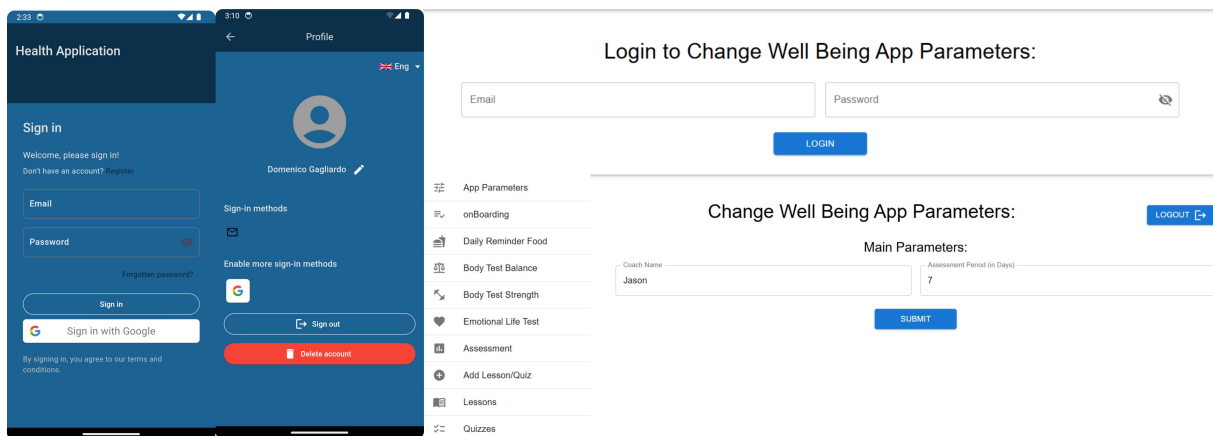 2:33
Health Application
Sign in
Welcome, please sign in!
Don't have an account? Register
Email
Password
Forgotten password?
Sign in
G Sign in with Google
By signing in, you agree to our terms and
conditions.
3:10
Profile
Eng
Domenico Gagliardo
Sign-in methods
Enable more sign-in methods
G
Sign out
Delete account
Login to Change Well Being App Parameters:
Email
Password
LOGIN
App Parameters
onBoarding
Daily Reminder Food
Body Test Balance
Body Test Strength
Emotional Life Test
Assessment
Add Lesson/Quiz
Lessons
Quizzes
Change Well Being App Parameters:
LOGOUT
Main Parameters:
Coach Name
Jason
Assessment Period (in Days)
7
SUBMIT